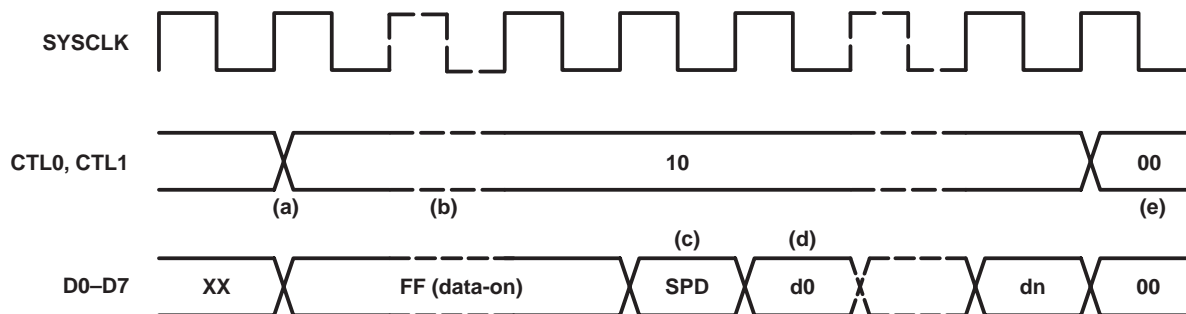 SYSCLK
CTL0, CTL1
10
00
(a)
(b)
(e)
(c)
(d)
D0–D7
XX
FF (data-on)
SPD
d0
dn
00